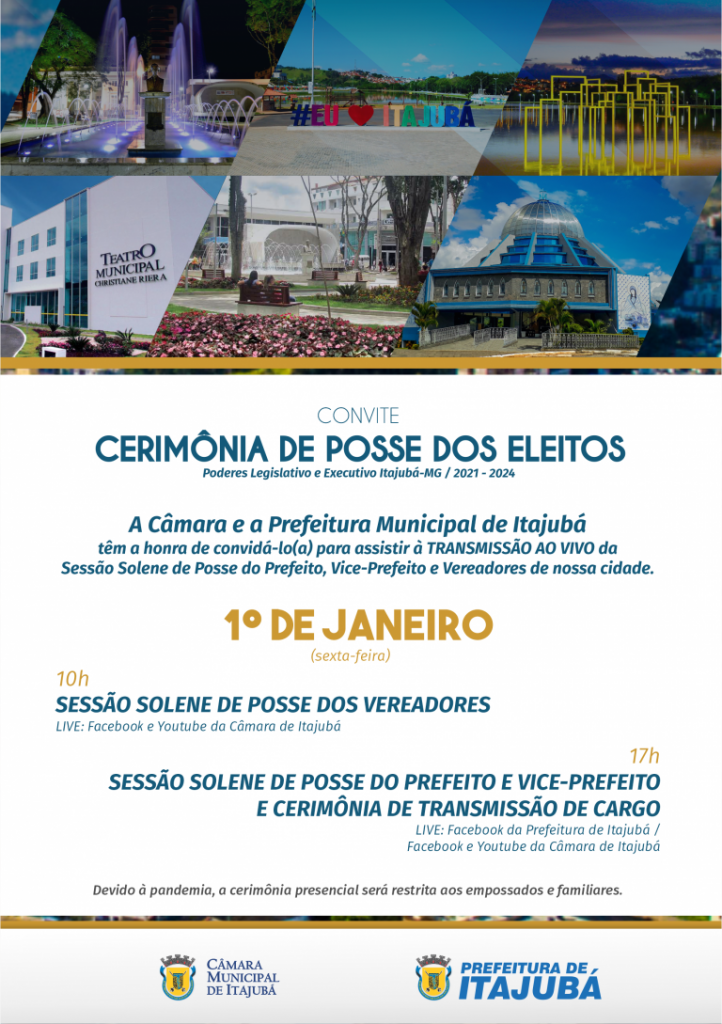 #EU ❤ ITAJUBÁ
TEATRO
MUNICIPAL
CHRISTIANE RIERA
CONVITE
CERIMÔNIA DE POSSE DOS ELEITOS
Poderes Legislativo e Executivo Itajubá-MG / 2021 - 2024
A Câmara e a Prefeitura Municipal de Itajubá
têm a honra de convidá-lo(a) para assistir à TRANSMISSÃO AO VIVO da
Sessão Solene de Posse do Prefeito, Vice-Prefeito e Vereadores de nossa cidade.
1º DE JANEIRO
(sexta-feira)
10h
SESSÃO SOLENE DE POSSE DOS VEREADORES
LIVE: Facebook e Youtube da Câmara de Itajubá
17h
SESSÃO SOLENE DE POSSE DO PREFEITO E VICE-PREFEITO
E CERIMÔNIA DE TRANSMISSÃO DE CARGO
LIVE: Facebook da Prefeitura de Itajubá /
Facebook e Youtube da Câmara de Itajubá
Devido à pandemia, a cerimônia presencial será restrita aos empossados e familiares.
CÂMARA
MUNICIPAL
DE ITAJUBÁ
PREFEITURA DE
ITAJUBÁ